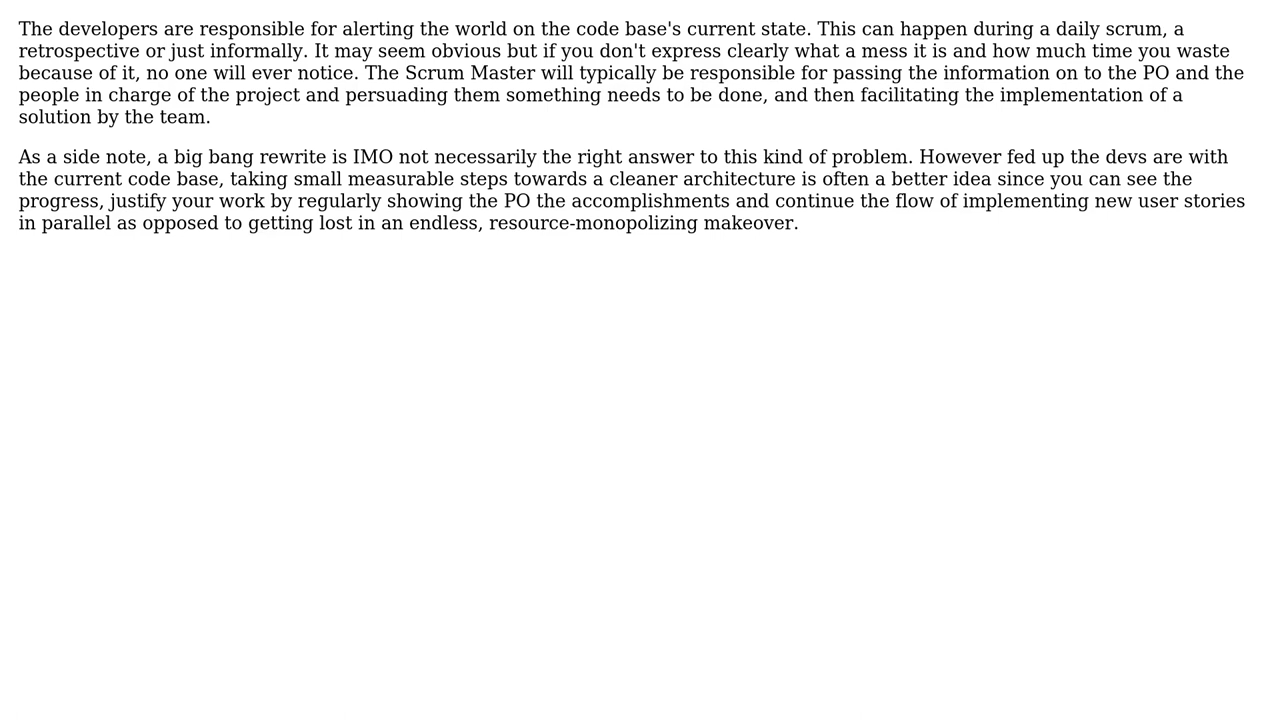 The developers are responsible for alerting the world on the code base's current state. This can happen during a daily scrum, a
retrospective or just informally. It may seem obvious but if you don't express clearly what a mess it is and how much time you waste
because of it, no one will ever notice. The Scrum Master will typically be responsible for passing the information on to the PO and the
people in charge of the project and persuading them something needs to be done, and then facilitating the implementation of a
solution by the team.
As a side note, a big bang rewrite is IMO not necessarily the right answer to this kind of problem. However fed up the devs are with
the current code base, taking small measurable steps towards a cleaner architecture is often a better idea since you can see the
progress, justify your work by regularly showing the PO the accomplishments and continue the flow of implementing new user stories
in parallel as opposed to getting lost in an endless, resource-monopolizing makeover.